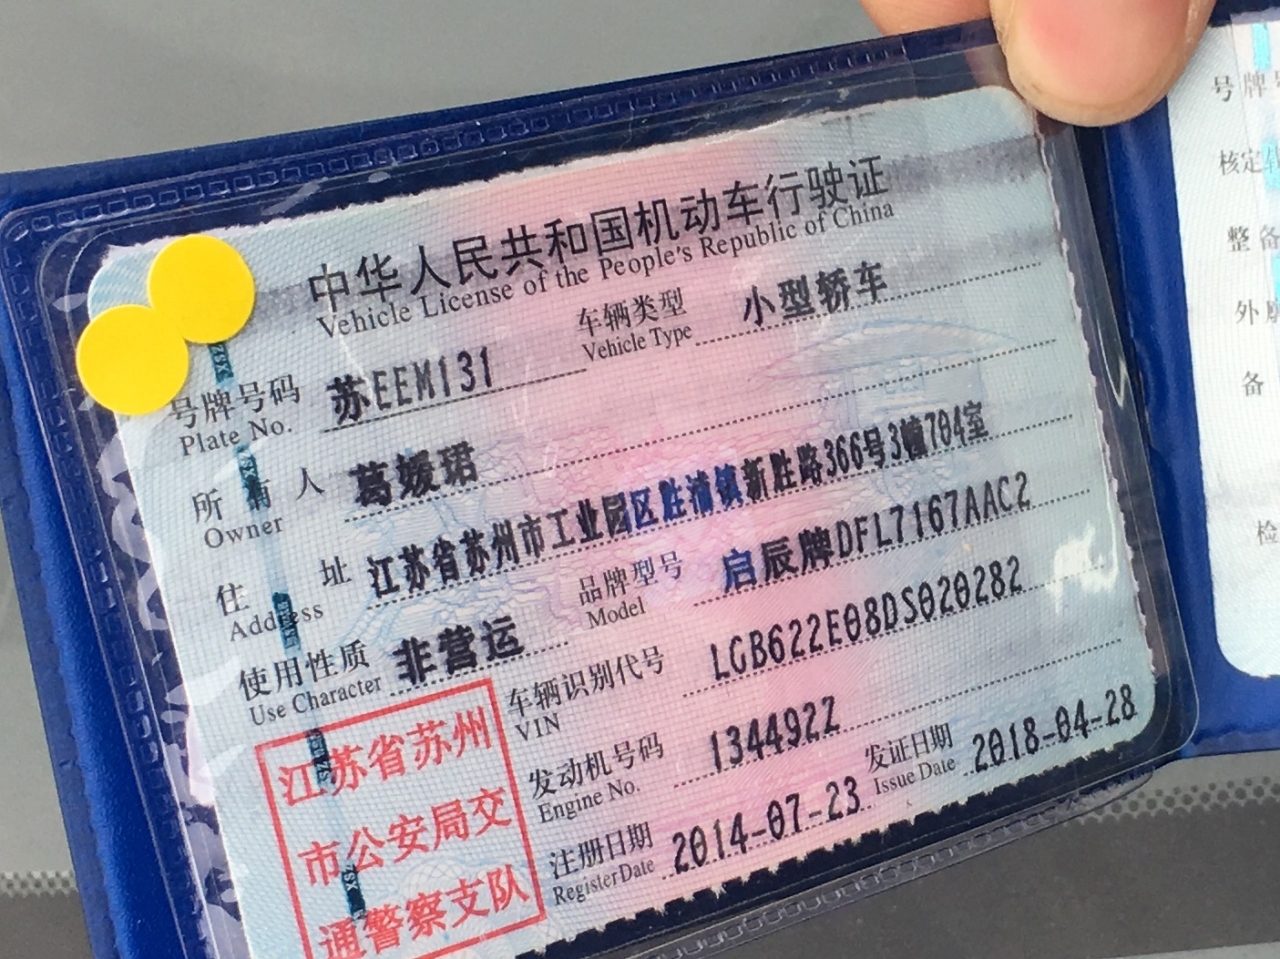 中华人民共和国机动车行驶证
Vehicle License of the People's Republic of China
号牌号码 苏EEM131 车辆类型 小型轿车
Plate No. Vehicle Type
所有人 葛媛珺
Owner
住址 江苏省苏州市工业园区胜浦镇新胜路366号3幢704室
Address
使用性质 非营运 品牌型号 启辰牌DFL7167AAC2
Use Character Model
车辆识别代号 LGB622E08DS020282
VIN
发动机号码 134492Z 发证日期 2018-04-28
Engine No. Issue Date
注册日期 2014-07-23
RegisterDate
江苏省苏州
市公安局交
通警察支队
号牌
核定
整备
外
备
检